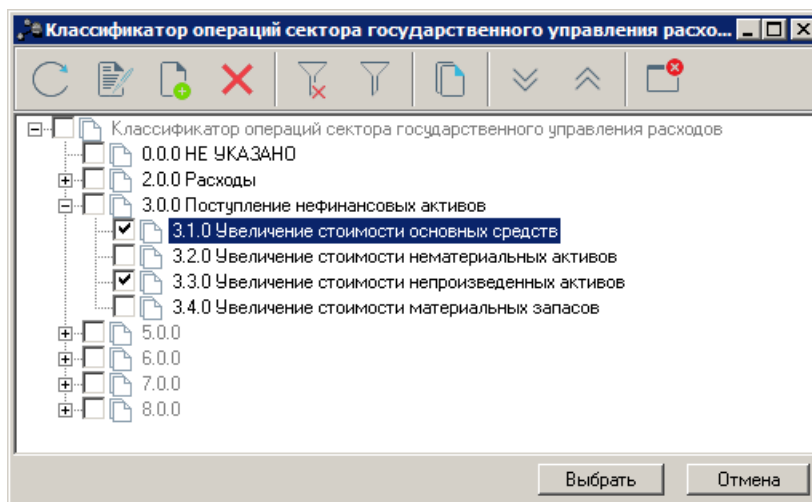 Классификатор операций сектора государственного управления расхо...
Классификатор операций сектора государственного управления расходов
0.0.0 НЕ УКАЗАНО
2.0.0 Расходы
3.0.0 Поступление нефинансовых активов
3.1.0 Увеличение стоимости основных средств
3.2.0 Увеличение стоимости нематериальных активов
3.3.0 Увеличение стоимости непроизведенных активов
3.4.0 Увеличение стоимости материальных запасов
5.0.0
6.0.0
7.0.0
8.0.0
Выбрать Отмена